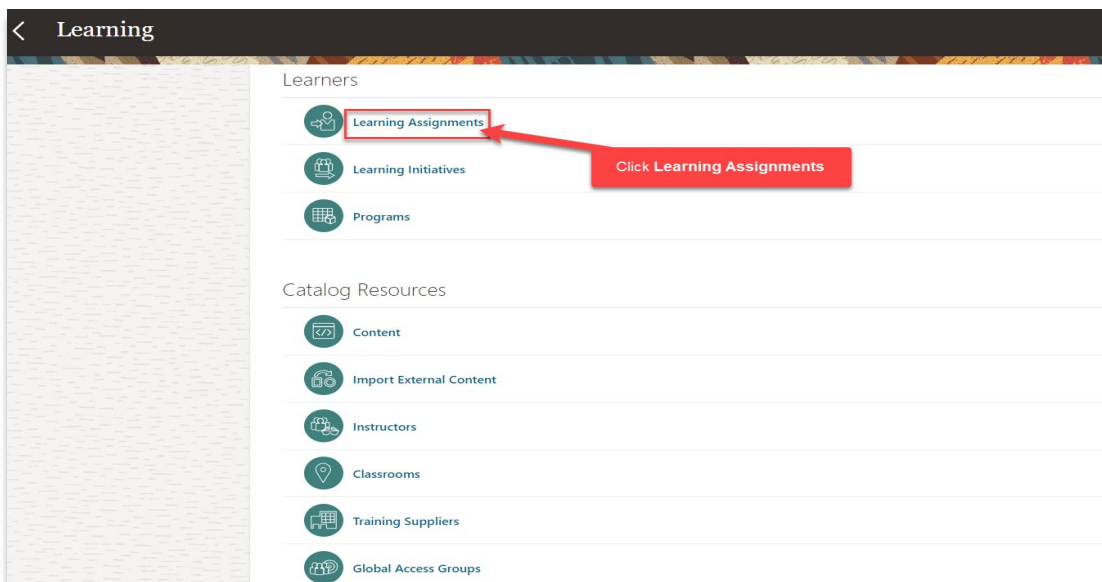 Learning
Learners
Learning Assignments
Click Learning Assignments
Learning Initiatives
Programs
Catalog Resources
Content
Import External Content
Instructors
Classrooms
Training Suppliers
Global Access Groups